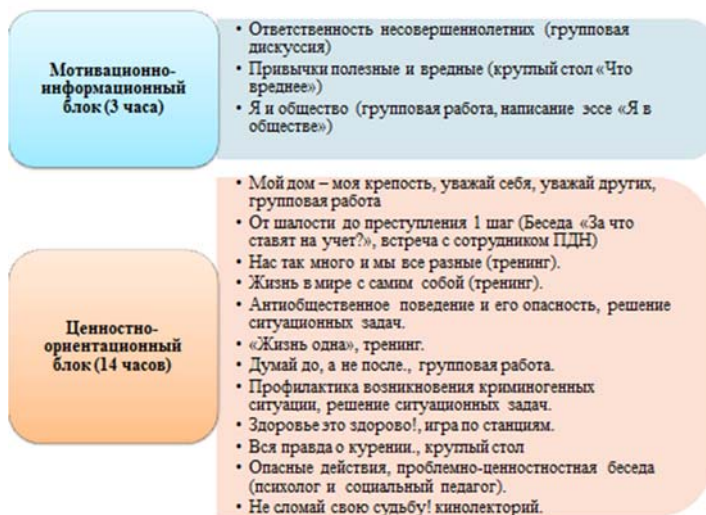 Мотивационно-
информационный
блок (3 часа)
• Ответственность несовершеннолетних (групповая
дискуссия)
• Привычки полезные и вредные (круглый стол «Что
вреднее»)
• Я и общество (групповая работа, написание эссе «Я в
обществе»)
Ценностно-
ориентационный
блок (14 часов)
• Мой дом – моя крепость, уважай себя, уважай других,
групповая работа
• От шалости до преступления 1 шаг (Беседа «За что
ставят на учет?», встреча с сотрудником ПДН)
• Нас так много и мы все разные (тренинг).
• Жизнь в мире с самим собой (тренинг).
• Антиобщественное поведение и его опасность, решение
ситуационных задач.
• «Жизнь одна», тренинг.
• Думай до, а не после., групповая работа.
• Профилактика возникновения криминогенных
ситуации, решение ситуационных задач.
• Здоровье это здорово!, игра по станциям.
• Вся правда о курении., круглый стол
• Опасные действия, проблемно-ценностностная беседа
(психолог и социальный педагог).
• Не сломай свою судьбу! кинолекторий.